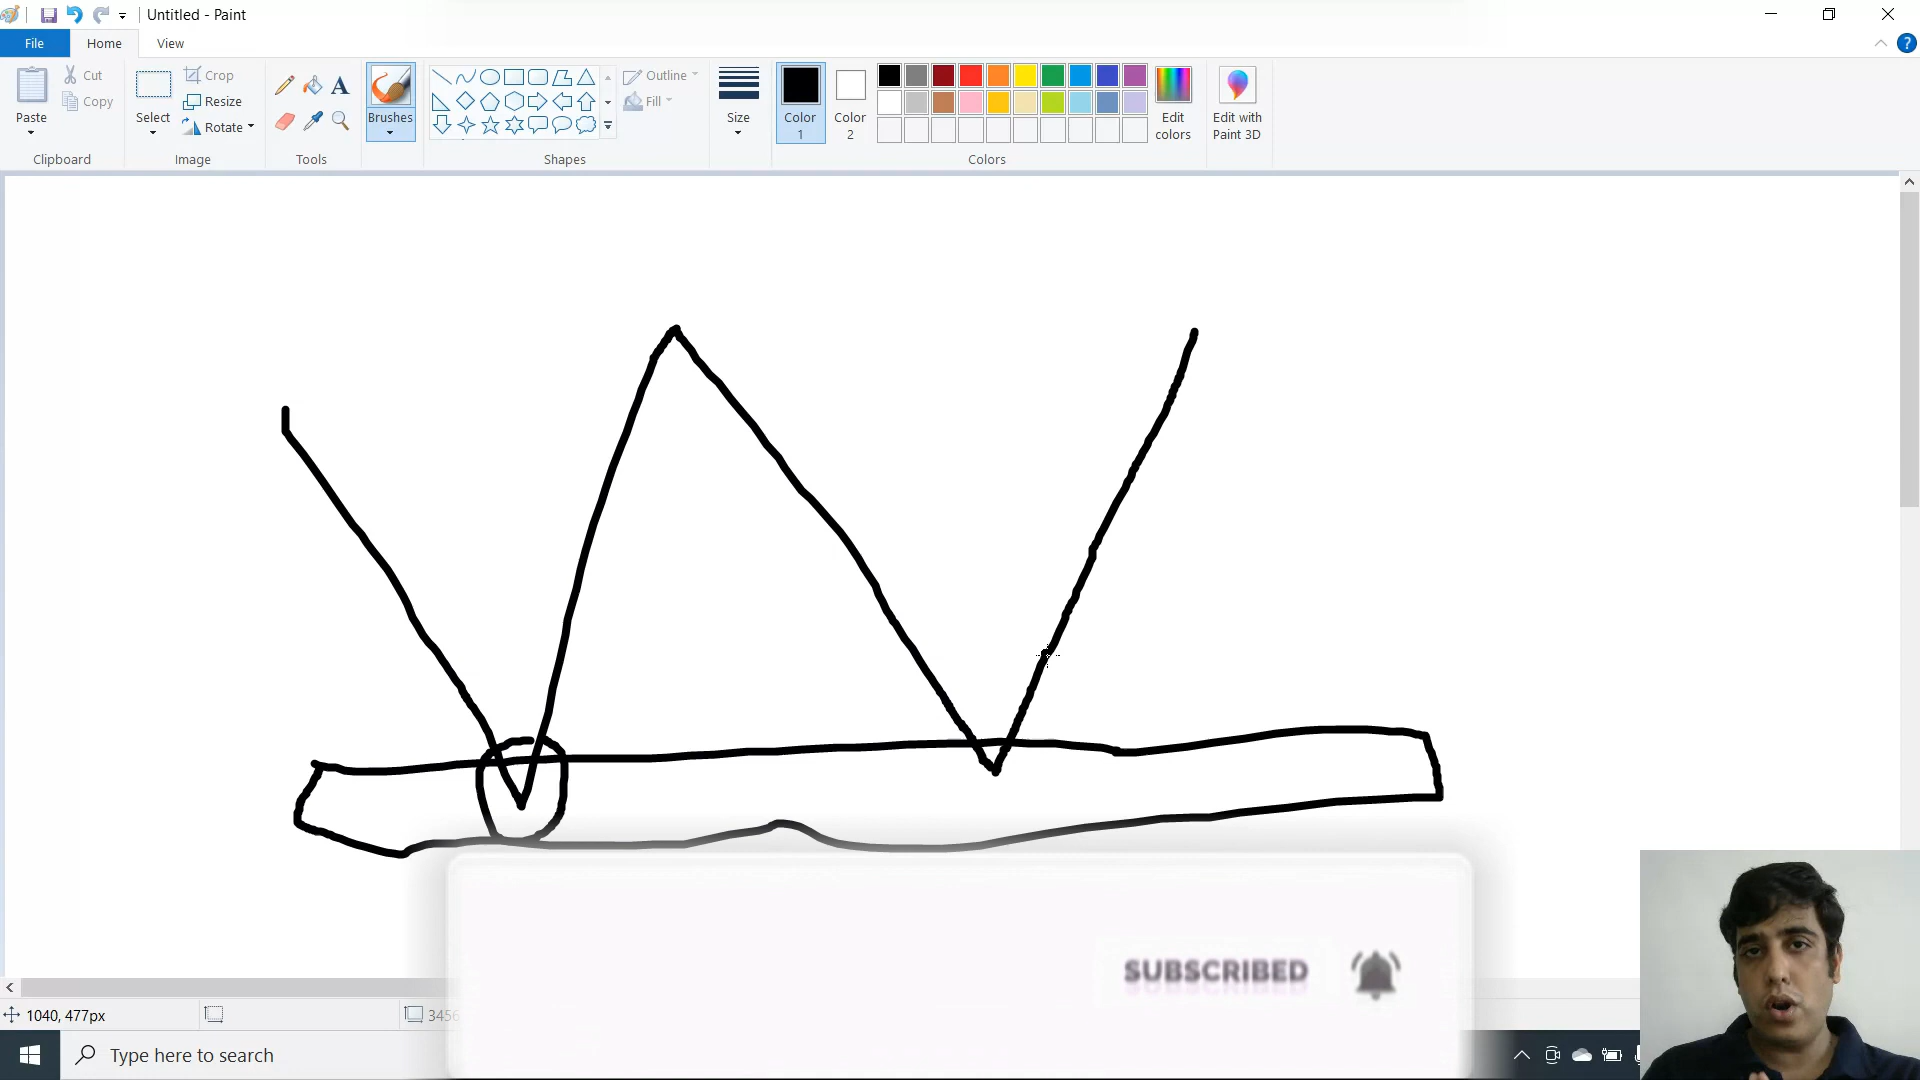 Untitled - Paint
File Home View
Paste
Cut
Copy
Clipboard
Select
Crop
Resize
Rotate
Image
A
Tools
Brushes
Outline
Fill
Shapes
Size
Color 1
Color 2
Edit colors
Colors
Edit with Paint 3D
?
SUBSCRIBED
1040, 477px
3456
Type here to search